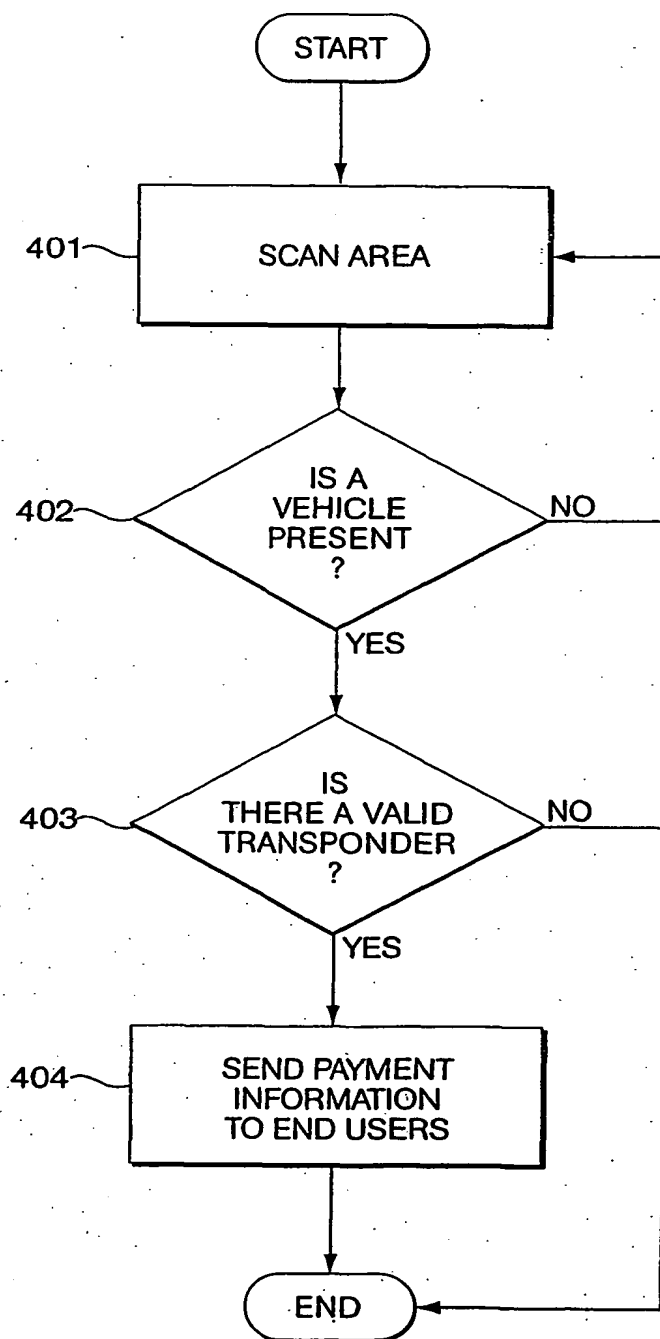 START
401
SCAN AREA
402
IS A
VEHICLE
PRESENT
?
NO
YES
403
IS
THERE A VALID
TRANSPONDER
?
NO
YES
404
SEND PAYMENT
INFORMATION
TO END USERS
END